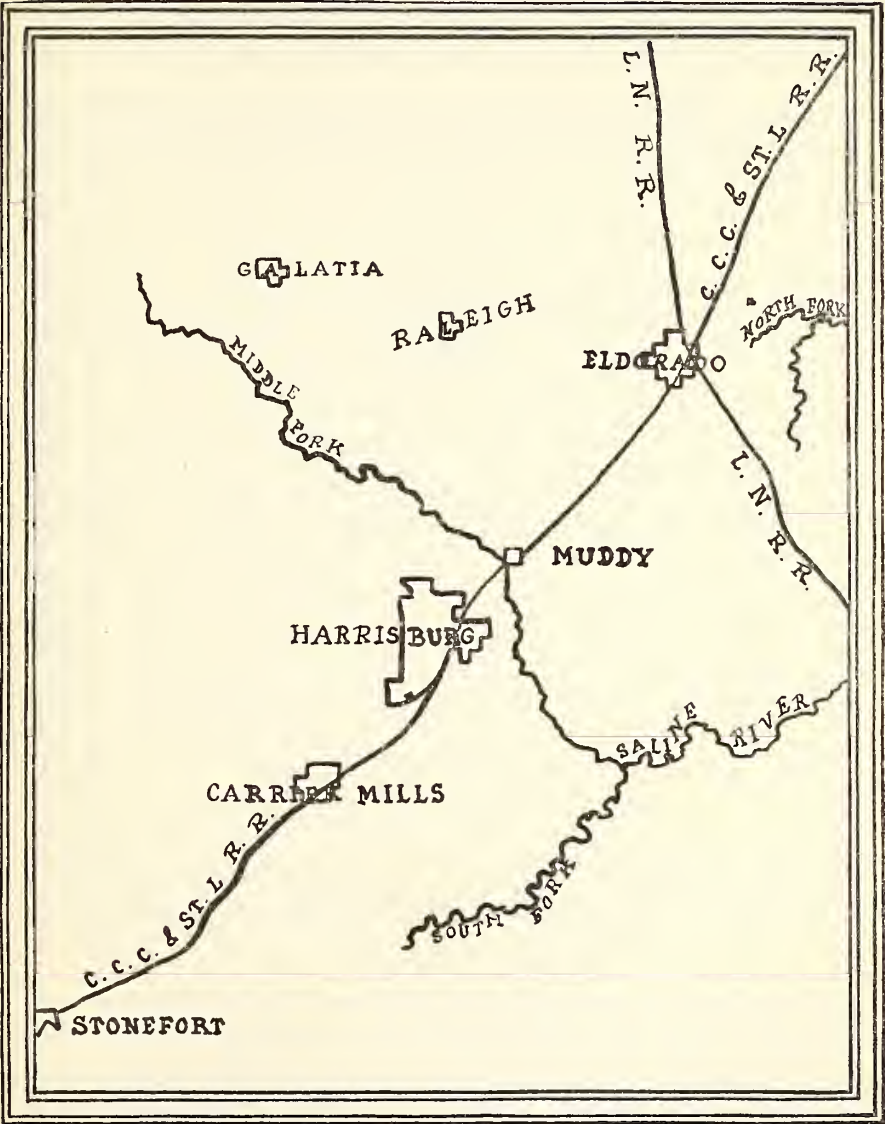 L. N. R. R.
C. C. C. & ST. L R. R.
GALATIA
RALEIGH
NORTH FORK
MIDDLE
FORK
ELDORADO
L. N. R. R.
MUDDY
HARRISBURG
SALINE RIVER
CARRIER MILLS
C. C. C. & ST. L R. R.
SOUTH FORK
STONEFORT